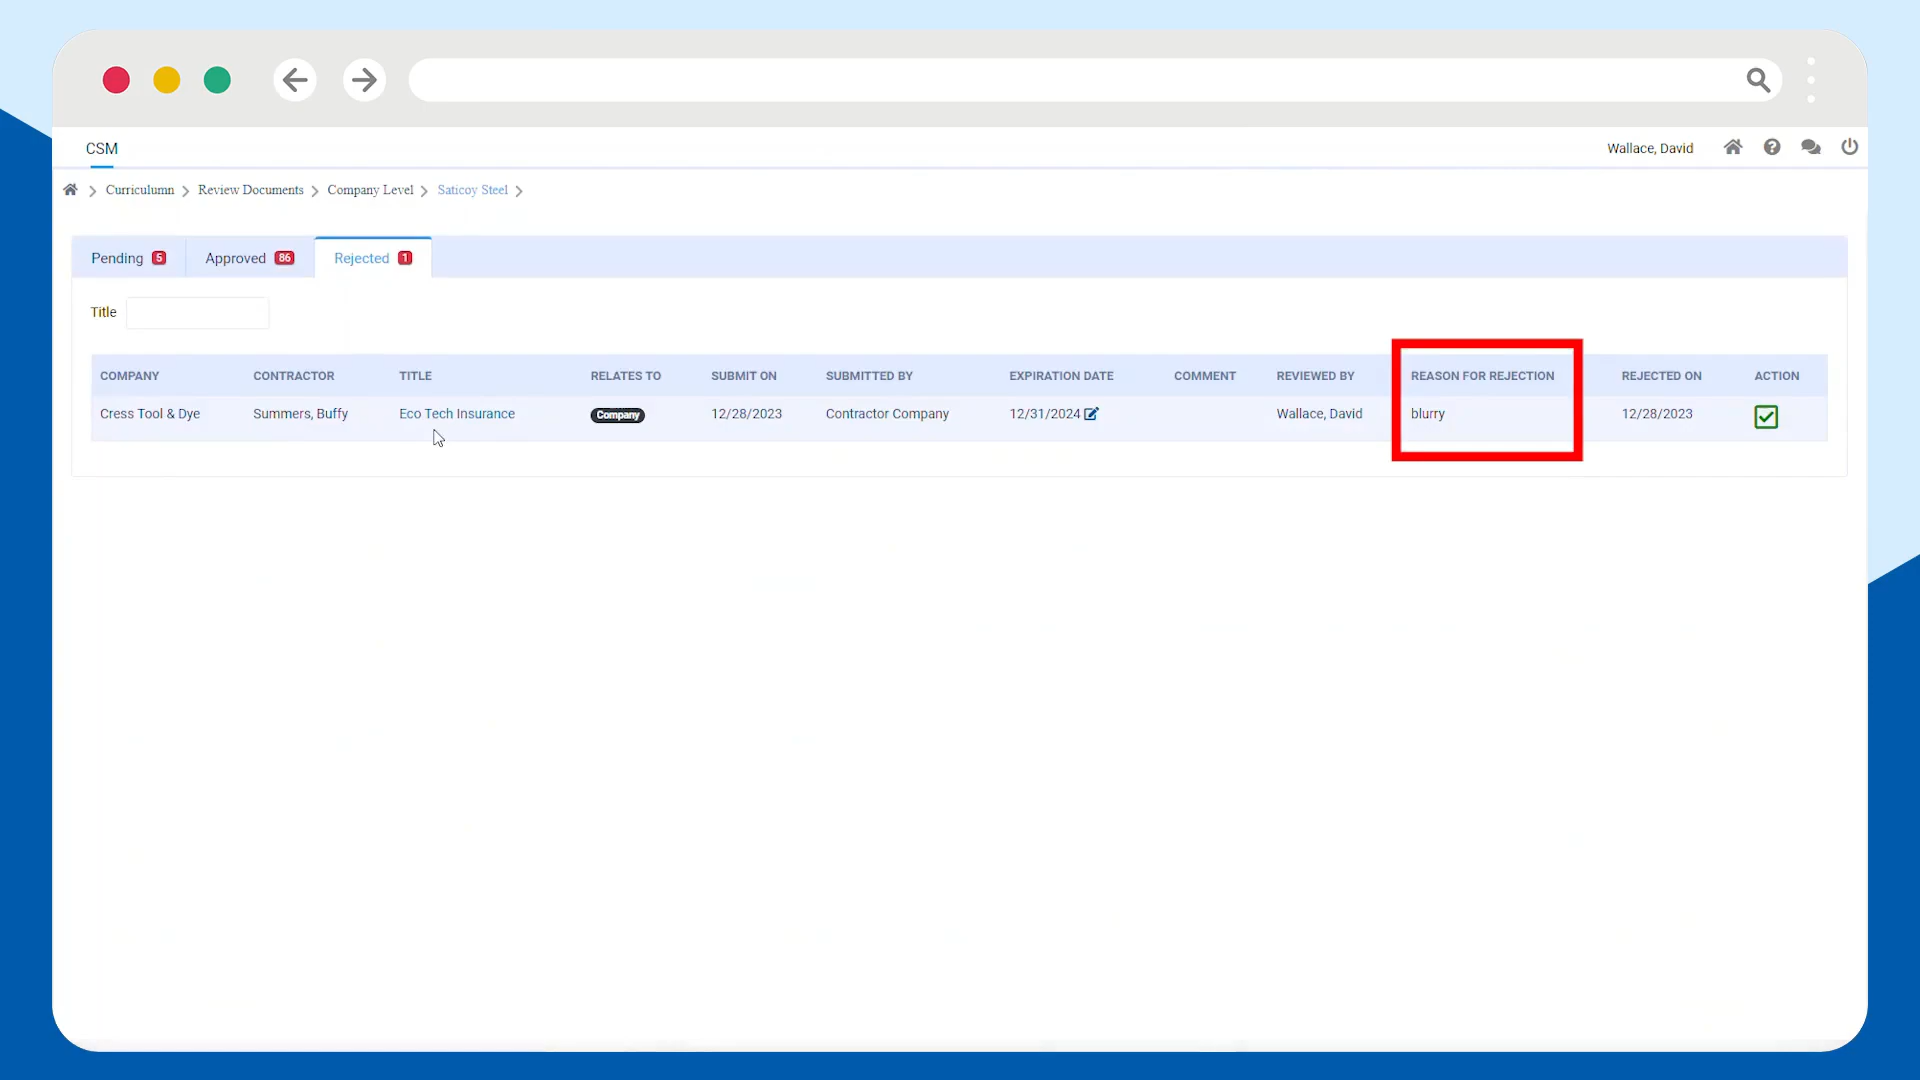 CSM
Wallace, David
Curriculumn Review Documents Company Level Saticoy Steel
Pending 5 Approved 86 Rejected 1
Title
COMPANY CONTRACTOR TITLE RELATES TO SUBMIT ON SUBMITTED BY EXPIRATION DATE COMMENT REVIEWED BY REASON FOR REJECTION REJECTED ON ACTION
Cress Tool & Dye Summers, Buffy Eco Tech Insurance Company 12/28/2023 Contractor Company 12/31/2024 Wallace, David blurry 12/28/2023